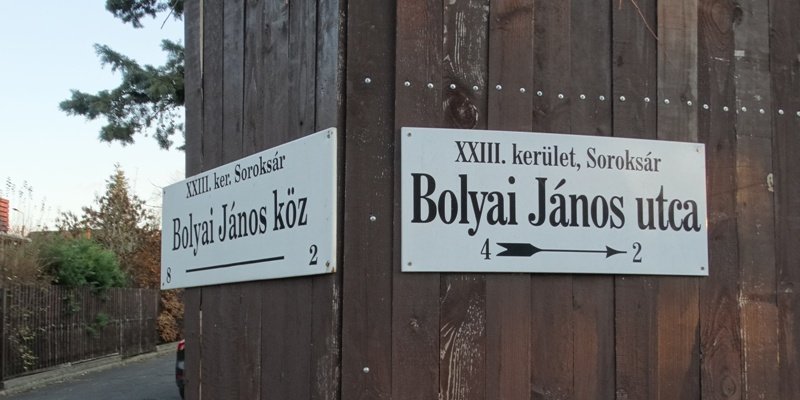 XXIII. ker. Soroksár
Bolyai János köz
8 2
XXIII. kerület, Soroksár
Bolyai János utca
4 2